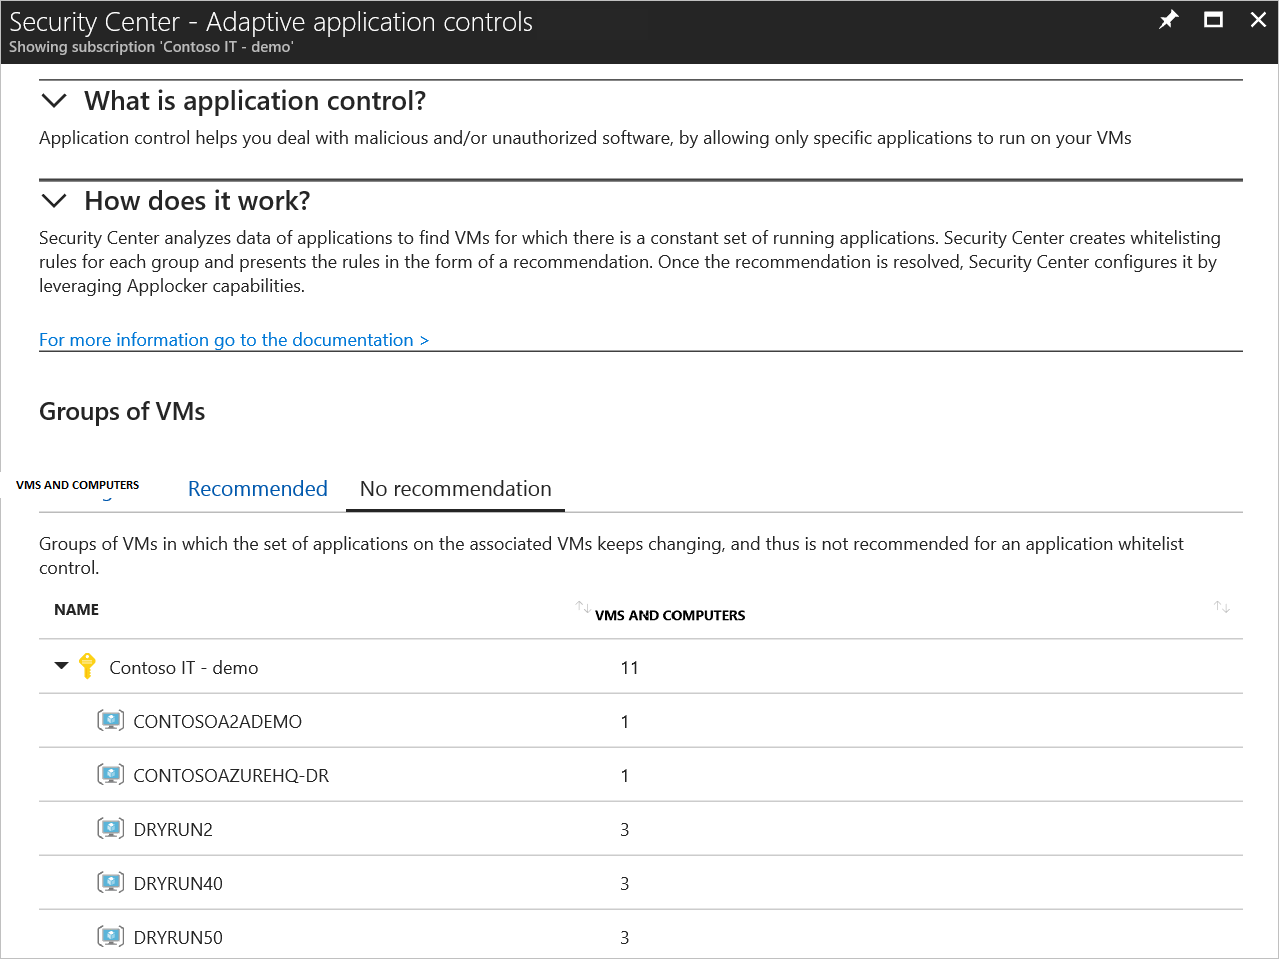 Security Center - Adaptive application controls
Showing subscription 'Contoso IT - demo'
What is application control?
Application control helps you deal with malicious and/or unauthorized software, by allowing only specific applications to run on your VMs
How does it work?
Security Center analyzes data of applications to find VMs for which there is a constant set of running applications. Security Center creates whitelisting
rules for each group and presents the rules in the form of a recommendation. Once the recommendation is resolved, Security Center configures it by
leveraging Applocker capabilities.
For more information go to the documentation >
Groups of VMs
VMS AND COMPUTERS Recommended No recommendation
Groups of VMs in which the set of applications on the associated VMs keeps changing, and thus is not recommended for an application whitelist
control.
NAME VMS AND COMPUTERS
Contoso IT - demo 11
CONTOSOA2ADEMO 1
CONTOSOAZUREHQ-DR 1
DRYRUN2 3
DRYRUN40 3
DRYRUN50 3